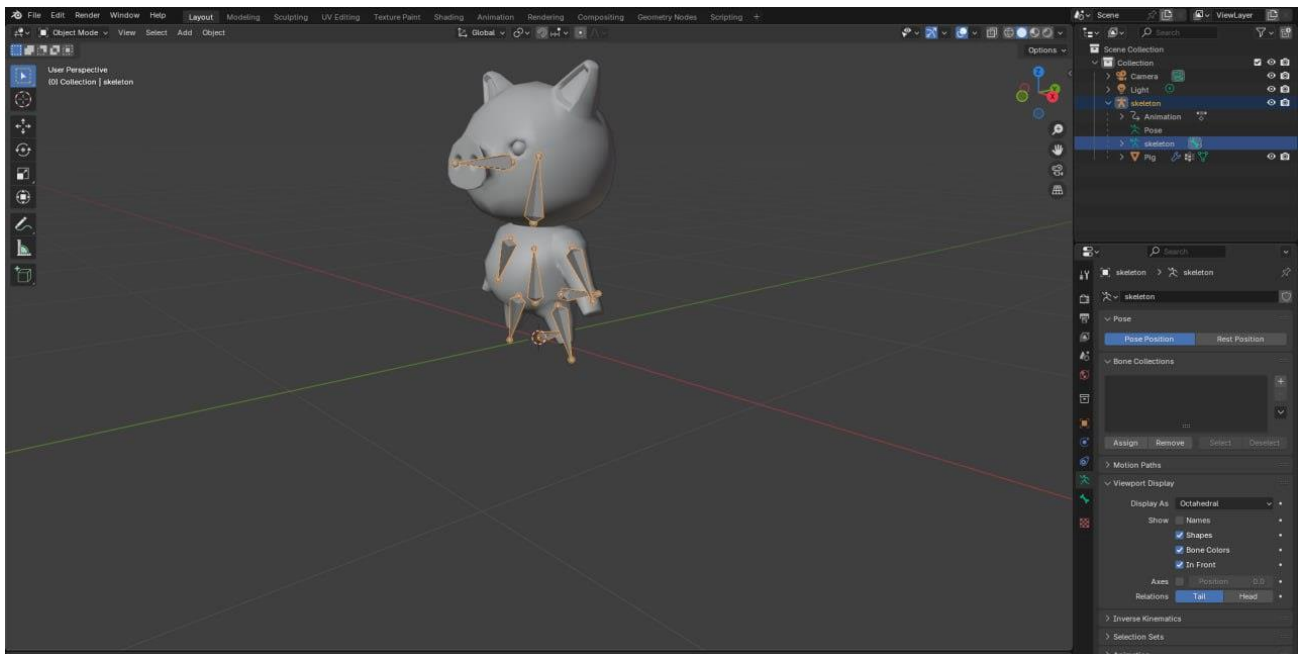 File Edit Render Window Help Layout Modeling Sculpting UV Editing Texture Paint Shading Animation Rendering Compositing Geometry Nodes Scripting + Scene ViewLayer
Object Mode View Select Add Object Global Search
Options
User Perspective
(0) Collection | skeleton
Z
X
Scene Collection
Collection
Camera
Light
skeleton
Animation
Pose
skeleton
Pig
Search
skeleton > skeleton
skeleton
Pose
Pose Position Rest Position
Bone Collections
Assign Remove Select Deselect
Motion Paths
Viewport Display
Display As Octahedral
Show Names
Shapes
Bone Colors
In Front
Axes Position 0.0
Relations Tail Head
Inverse Kinematics
Selection Sets